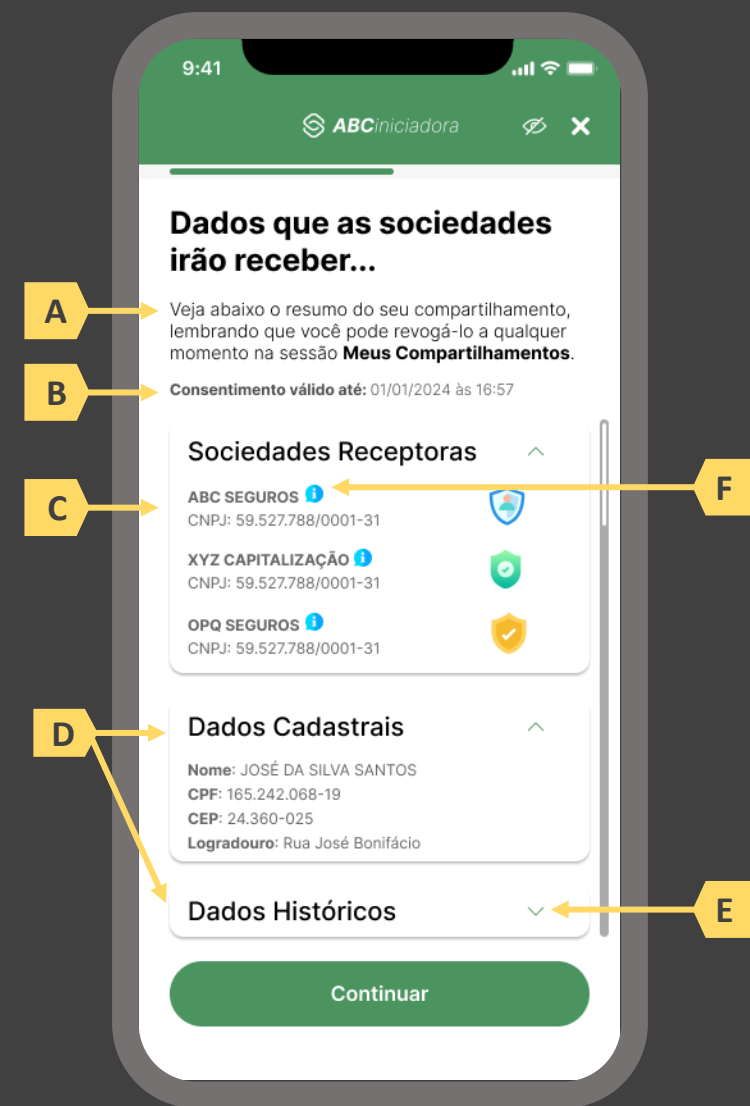 9:41
ABCiniciadora
Dados que as sociedades
irão receber...
A
Veja abaixo o resumo do seu compartilhamento,
lembrando que você pode revogá-lo a qualquer
momento na sessão Meus Compartilhamentos.
B
Consentimento válido até: 01/01/2024 às 16:57
Sociedades Receptoras
C
ABC SEGUROS i
F
CNPJ: 59.527.788/0001-31
XYZ CAPITALIZAÇÃO i
CNPJ: 59.527.788/0001-31
OPQ SEGUROS i
CNPJ: 59.527.788/0001-31
D
Dados Cadastrais
Nome: JOSÉ DA SILVA SANTOS
CPF: 165.242.068-19
CEP: 24.360-025
Logradouro: Rua José Bonifácio
Dados Históricos
E
Continuar